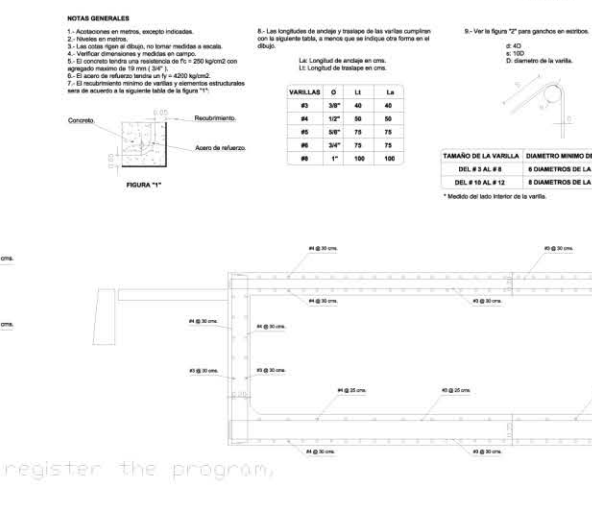 NOTAS GENERALES
1.- Acotaciones en metros, excepto indicadas.
2.- Niveles en metros.
3.- Las cotas rigen al dibujo, no tomar medidas a escala.
4.- Verificar dimensiones y medidas en campo.
5.- El concreto tendra una resistencia de f'c = 250 kg/cm2 con
agregado maximo de 19 mm ( 3/4" ).
6.- El acero de refuerzo tendra un fy = 4200 kg/cm2.
7.- El recubrimiento minimo de varillas y elementos estructurales
sera de acuerdo a la siguiente tabla de la figura "1":
Concreto.
0.05
Recubrimiento.
Acero de refuerzo.
0.05
FIGURA "1"
8.- Las longitudes de anclaje y traslape de las varillas cumpliran
con la siguiente tabla, a menos que se indique otra forma en el
dibujo.
La: Longitud de anclaje en cms.
Lt: Longitud de traslape en cms.
VARILLAS O Lt La
#3 3/8" 40 40
#4 1/2" 50 50
#5 5/8" 75 75
#6 3/4" 75 75
#8 1" 100 100
9.- Ver la figura "2" para ganchos en estribos.
d: 4D
s: 10D
D: diametro de la varilla.
TAMAÑO DE LA VARILLA DIAMETRO MINIMO DE
DEL # 3 AL # 8 6 DIAMETROS DE LA
DEL # 10 AL # 12 8 DIAMETROS DE LA
* Medido del lado interior de la varilla.
cms.
cms.
#4 @ 30 cms.
#5 @ 30 cms.
#4 @ 30 cms.
#3 @ 30 cms.
#4 @ 30 cms.
#4 @ 30 cms.
#3 @ 30 cms.
#3 @ 30 cms.
#4 @ 25 cms.
#3 @ 25 cms.
#4 @ 30 cms.
#3 @ 30 cms.
register the program,